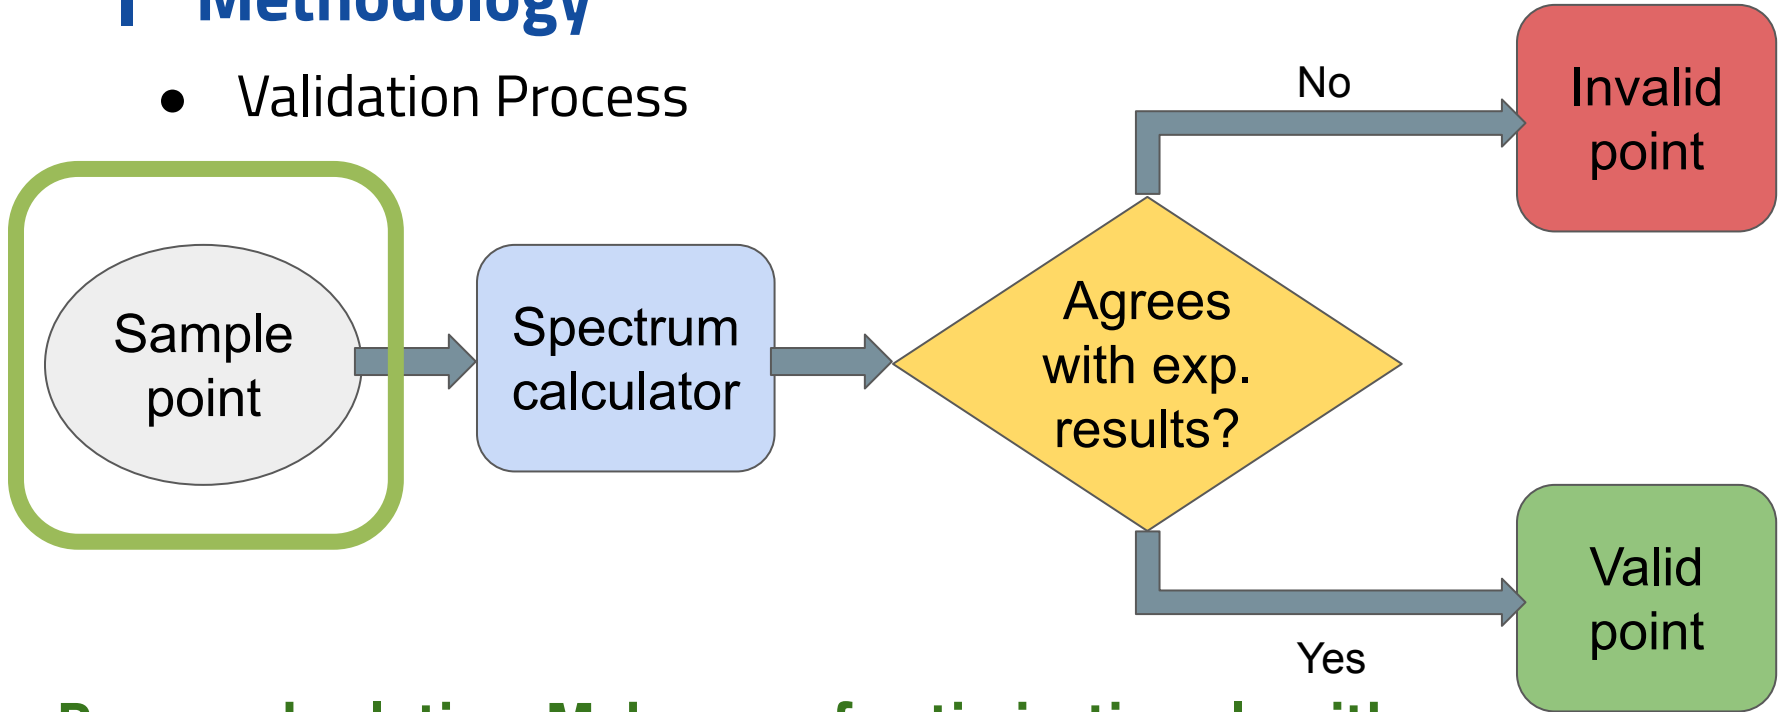 Methodology
● Validation Process
No
Invalid
point
Sample
point
Spectrum
calculator
Agrees
with exp.
results?
Valid
point
Yes